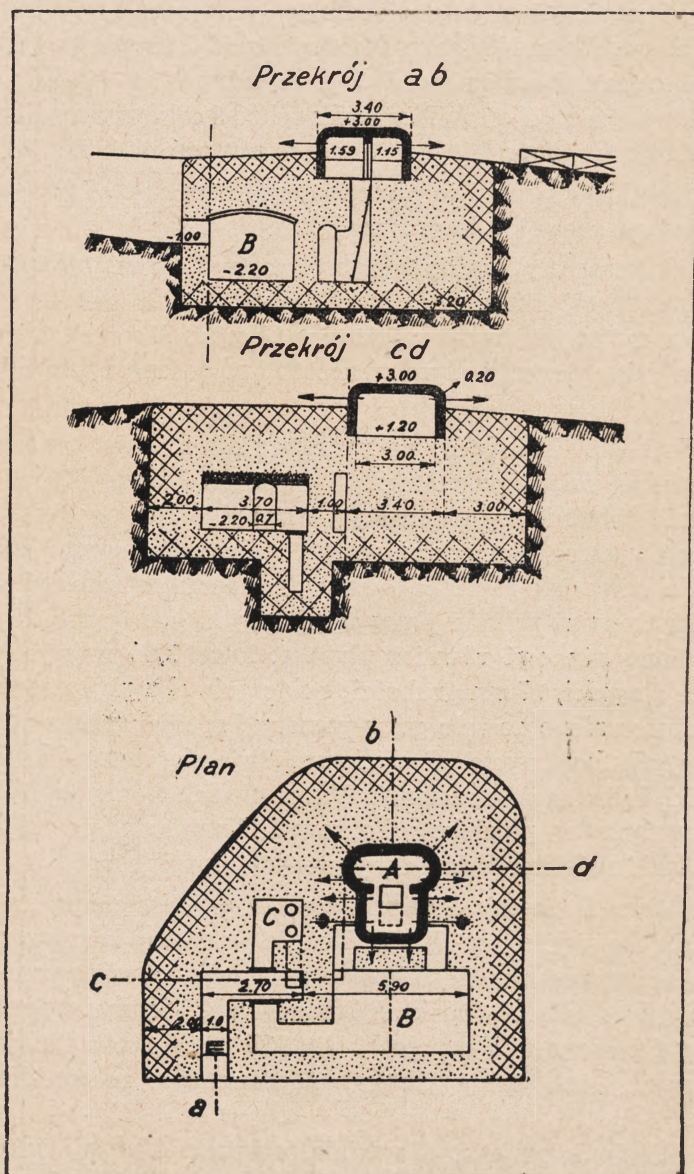 Przekrój ab
3.40
+3.00
1.59 1.15
-1.00
B
-2.20
-3.20
Przekrój cd
+3.00 0.20
+1.20
3.00
2.00 3.70 1.00 3.40 3.00
-2.20 0.7
b
Plan
A
d
C
c
2.70 5.90
B
2.00 1.0
a